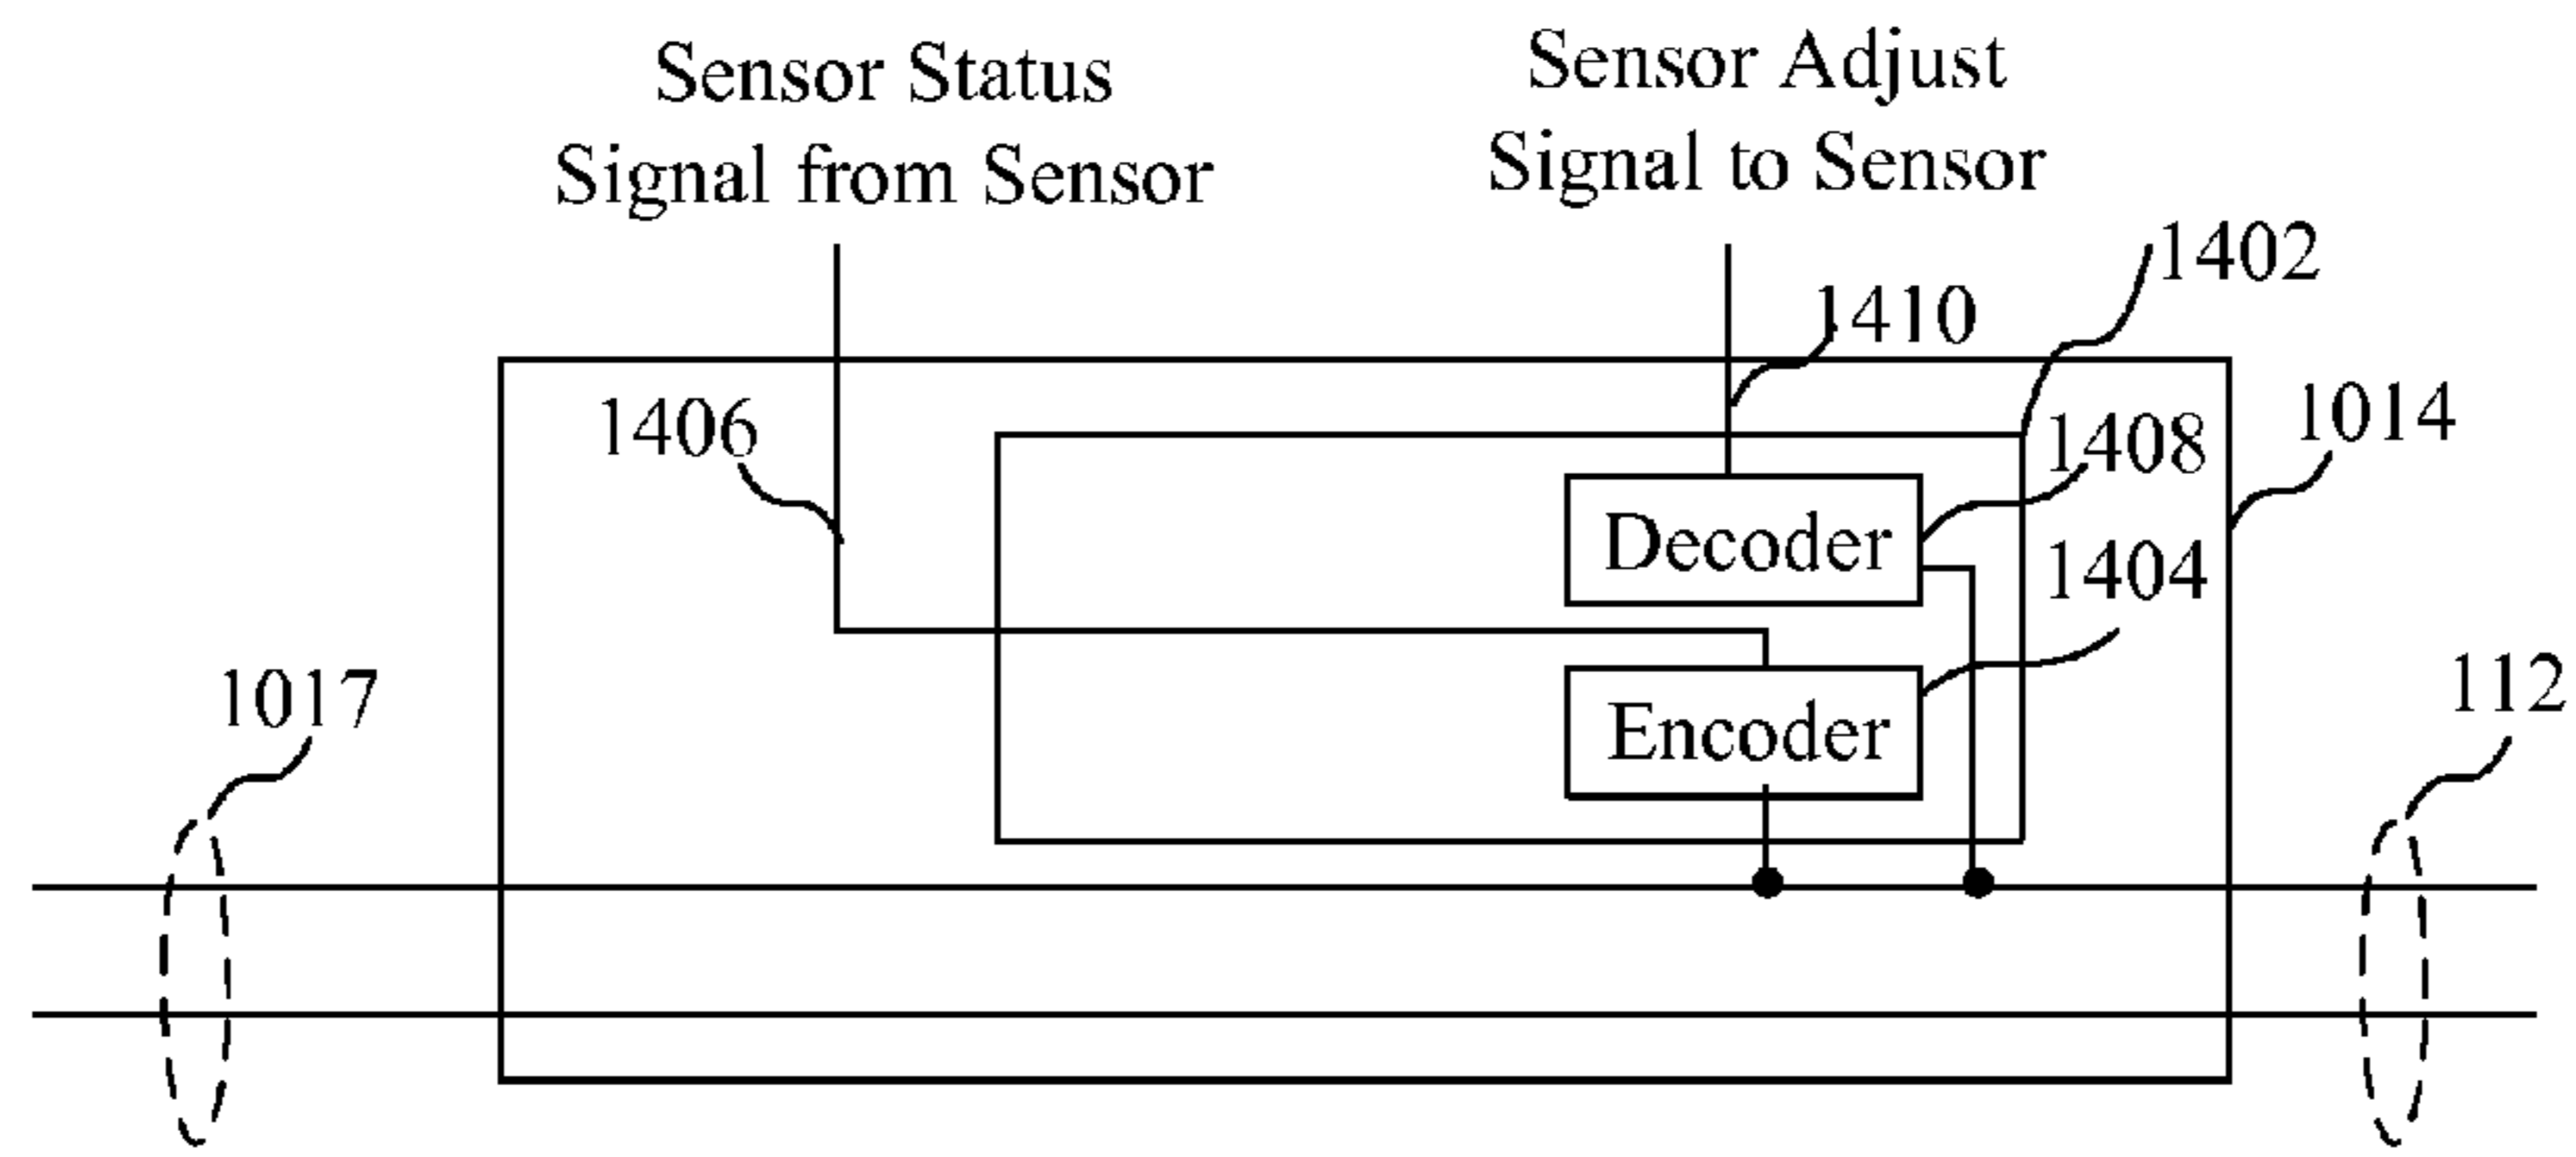 Sensor Status
Signal from Sensor
Sensor Adjust
Signal to Sensor
1402
1410
1406
1408
1014
Decoder
1404
1017
Encoder
112